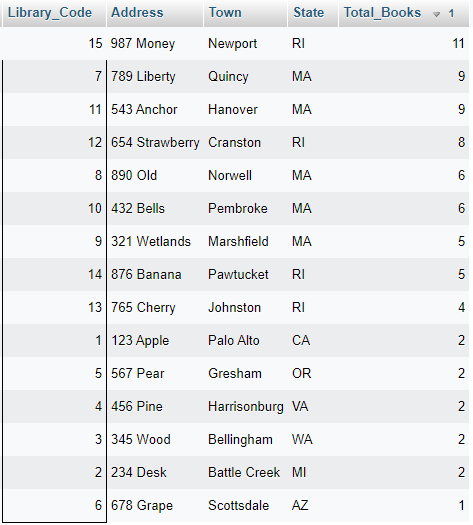 Library_Code Address Town State Total_Books 1
15 987 Money Newport RI 11
7 789 Liberty Quincy MA 9
11 543 Anchor Hanover MA 9
12 654 Strawberry Cranston RI 8
8 890 Old Norwell MA 6
10 432 Bells Pembroke MA 6
9 321 Wetlands Marshfield MA 5
14 876 Banana Pawtucket RI 5
13 765 Cherry Johnston RI 4
1 123 Apple Palo Alto CA 2
5 567 Pear Gresham OR 2
4 456 Pine Harrisonburg VA 2
3 345 Wood Bellingham WA 2
2 234 Desk Battle Creek MI 2
6 678 Grape Scottsdale AZ 1